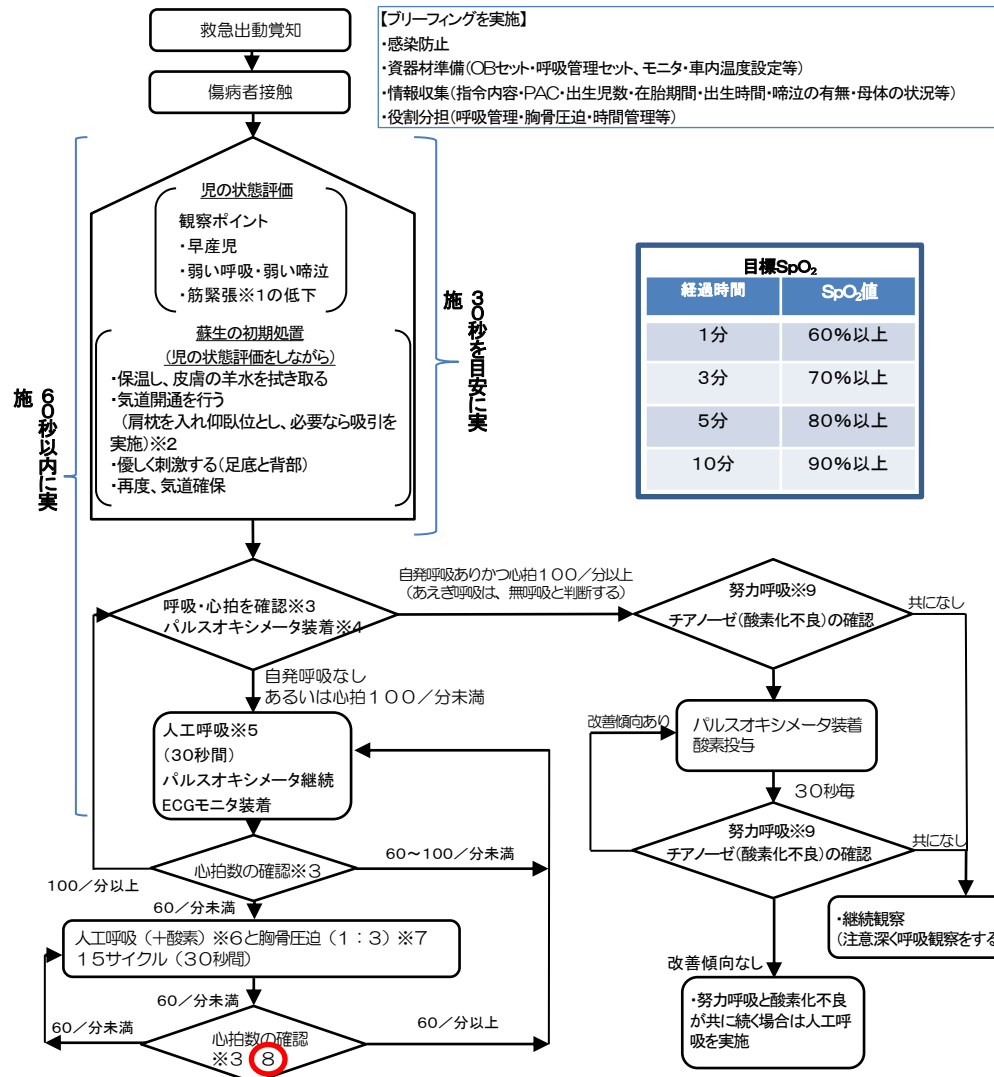 救急出動覚知
傷病者接触
【ブリーフィングを実施】
・感染防止
・資器材準備(OBセット・呼吸管理セット、モニタ・車内温度設定等)
・情報収集(指令内容・PAC・出生児数・在胎期間・出生時間・啼泣の有無・母体の状況等)
・役割分担(呼吸管理・胸骨圧迫・時間管理等)
児の状態評価
観察ポイント
・早産児
・弱い呼吸・弱い啼泣
・筋緊張※1の低下
蘇生の初期処置
(児の状態評価をしながら)
・保温し、皮膚の羊水を拭き取る
・気道開通を行う
（肩枕を入れ仰臥位とし、必要なら吸引を
実施）※2
・優しく刺激する(足底と背部)
・再度、気道確保
30秒を目安に実
施
60秒以内に実
施
目標SpO₂
経過時間 SpO₂値
1分 60%以上
3分 70%以上
5分 80%以上
10分 90%以上
呼吸・心拍を確認※3
パルスオキシメータ装着※4
自発呼吸ありかつ心拍１００／分以上
（あえぎ呼吸は、無呼吸と判断する）
努力呼吸※9
チアノーゼ(酸素化不良)の確認
共になし
自発呼吸なし
あるいは心拍１００／分未満
人工呼吸※5
(30秒間)
パルスオキシメータ継続
ECGモニタ装着
改善傾向あり
パルスオキシメータ装着
酸素投与
３０秒毎
努力呼吸※9
チアノーゼ(酸素化不良)の確認
共になし
心拍数の確認※3
60～100／分未満
100／分以上
60／分未満
人工呼吸（＋酸素）※6と胸骨圧迫（1：3）※7
15サイクル（30秒間）
・継続観察
(注意深く呼吸観察をする
改善傾向なし
・努力呼吸と酸素化不良
が共に続く場合は人工呼
吸を実施
60／分未満
60／分未満
60／分以上
心拍数の確認
※3 8